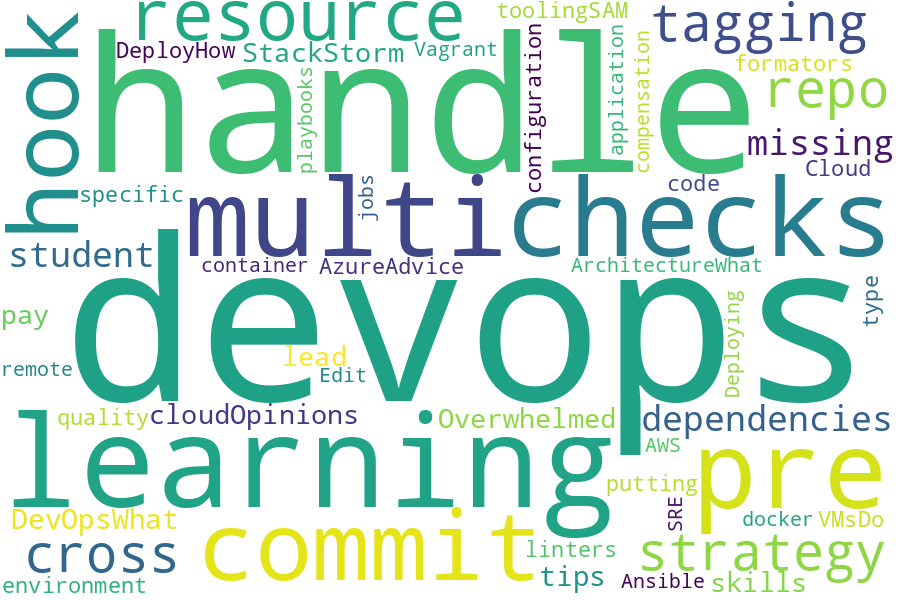 resource
toolingSAM
tagging
hook
DeployHow
StackStorm
Vagrant
handle
playbooks
configuration
application
compensation
formators
repo
missing
Cloud
specific
jobs
code
multi
checks
student
container
AzureAdvice
ArchitectureWhat
devops
type
Deploying
pay
remote
lead
Edit
quality
cloudOpinions
Overwhelmed
dependencies
learning
AWS
pre
putting
SRE
docker
VMsDo
DevOpsWhat
commit
cross
linters
strategy
environment
tips
Ansible
skills